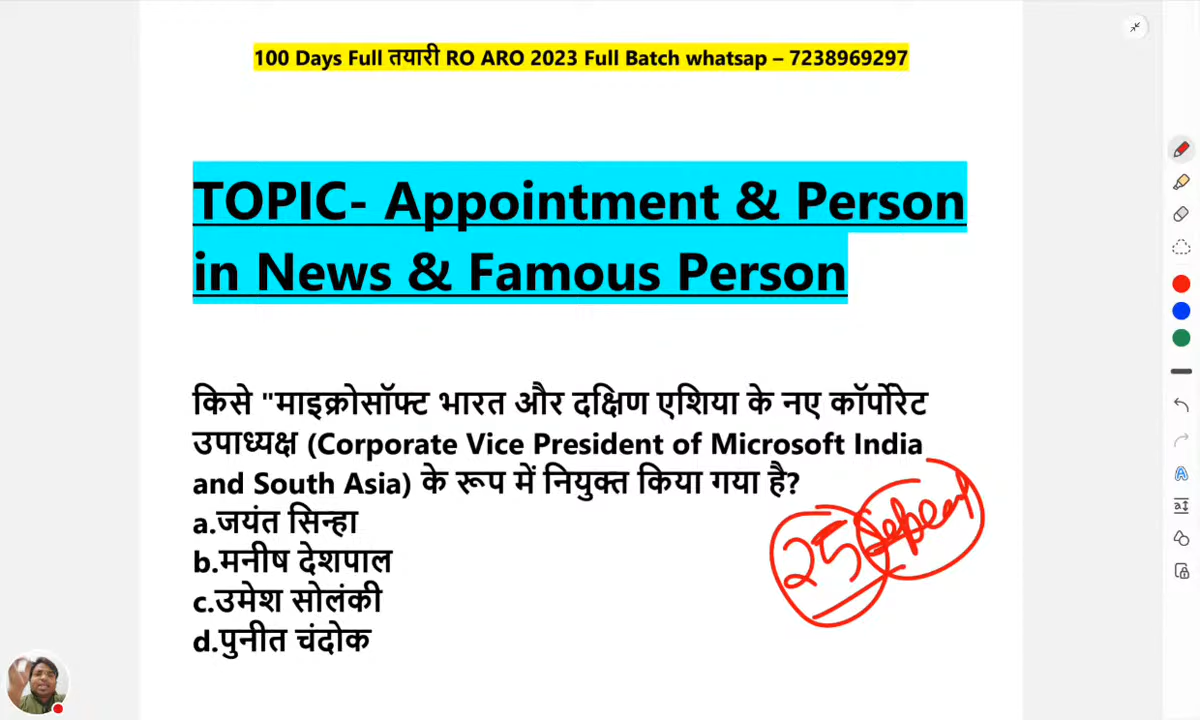 100 Days Full तयारी RO ARO 2023 Full Batch whatsap – 7238969297
TOPIC- Appointment & Person
in News & Famous Person
किसे "माइक्रोसॉफ्ट भारत और दक्षिण एशिया के नए कॉर्पोरेट
उपाध्यक्ष (Corporate Vice President of Microsoft India
and South Asia) के रूप में नियुक्त किया गया है?
a.जयंत सिन्हा
b.मनीष देशपाल
c.उमेश सोलंकी
d.पुनीत चंदोक
25 Repeat